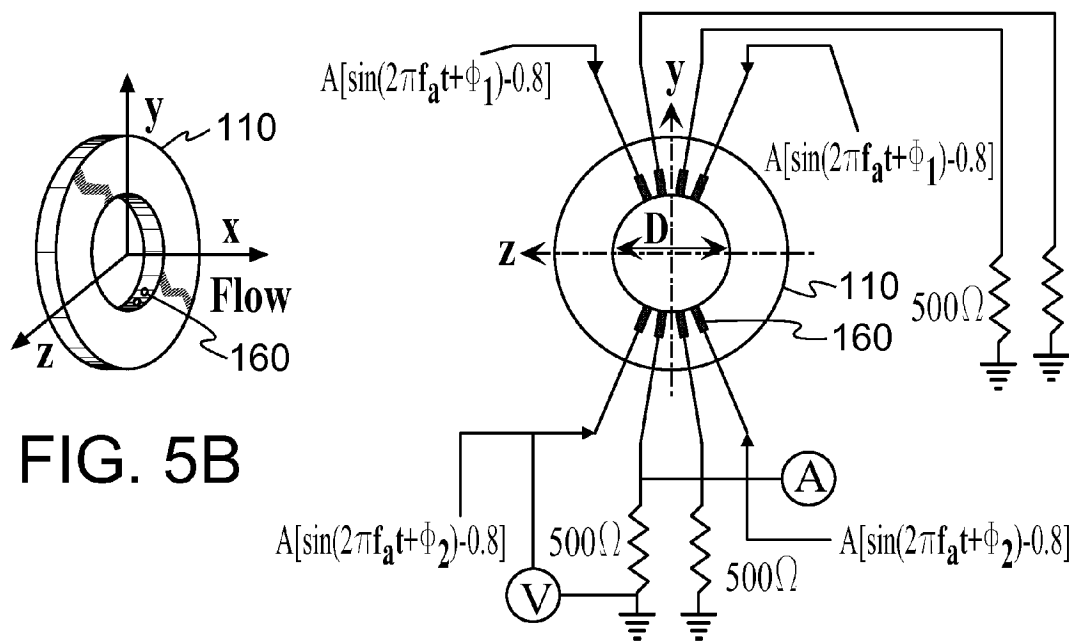 A[sin(2πfₐt+Φ₁)-0.8]
y
110
y
A[sin(2πfₐt+Φ₁)-0.8]
x
Flow
z
D
z
160
110
500Ω
160
FIG. 5B
A
A[sin(2πfₐt+Φ₂)-0.8]
500Ω
A[sin(2πfₐt+Φ₂)-0.8]
500Ω
V